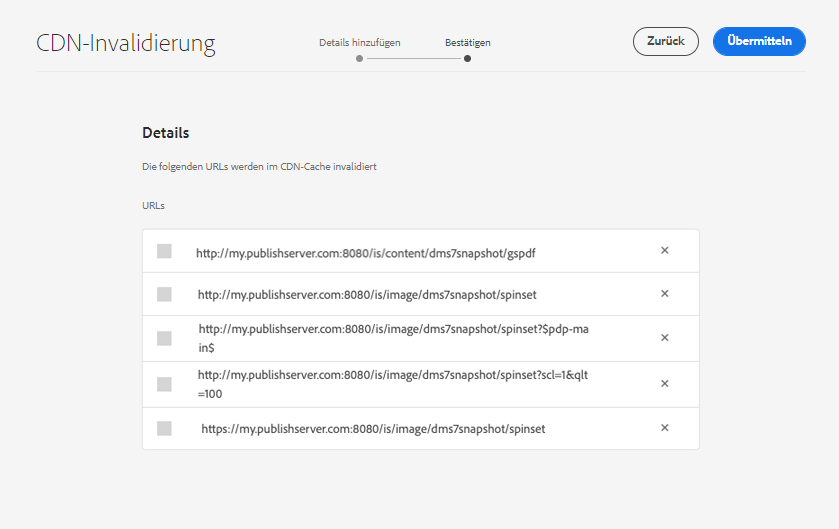 CDN-Invalidierung
Details hinzufügen
Bestätigen
Zurück
Übermitteln
Details
Die folgenden URLs werden im CDN-Cache invalidiert
URLs
http://my.publishserver.com:8080/is/content/dms7snapshot/gspdf
http://my.publishserver.com:8080/is/image/dms7snapshot/spinset
http://my.publishserver.com:8080/is/image/dms7snapshot/spinset?$pdp-ma
in$
http://my.publishserver.com:8080/is/image/dms7snapshot/spinset?scl=1&qlt
=100
https://my.publishserver.com:8080/is/image/dms7snapshot/spinset